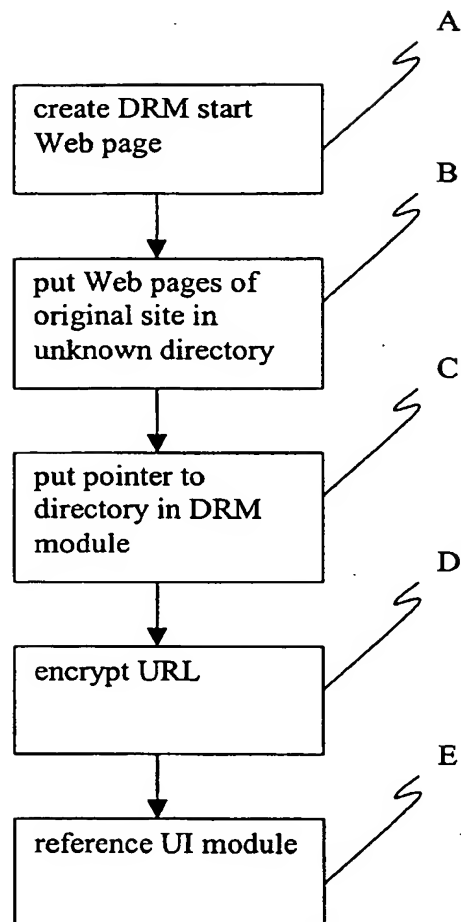 A
create DRM start
Web page
B
put Web pages of
original site in
unknown directory
C
put pointer to
directory in DRM
module
D
encrypt URL
E
reference UI module